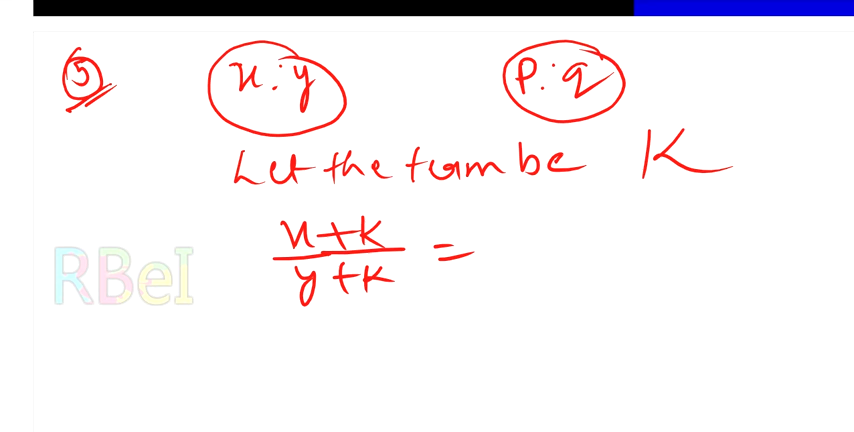 5 x : y P : q
Let the term be K
x+K
y+K =
RBeI